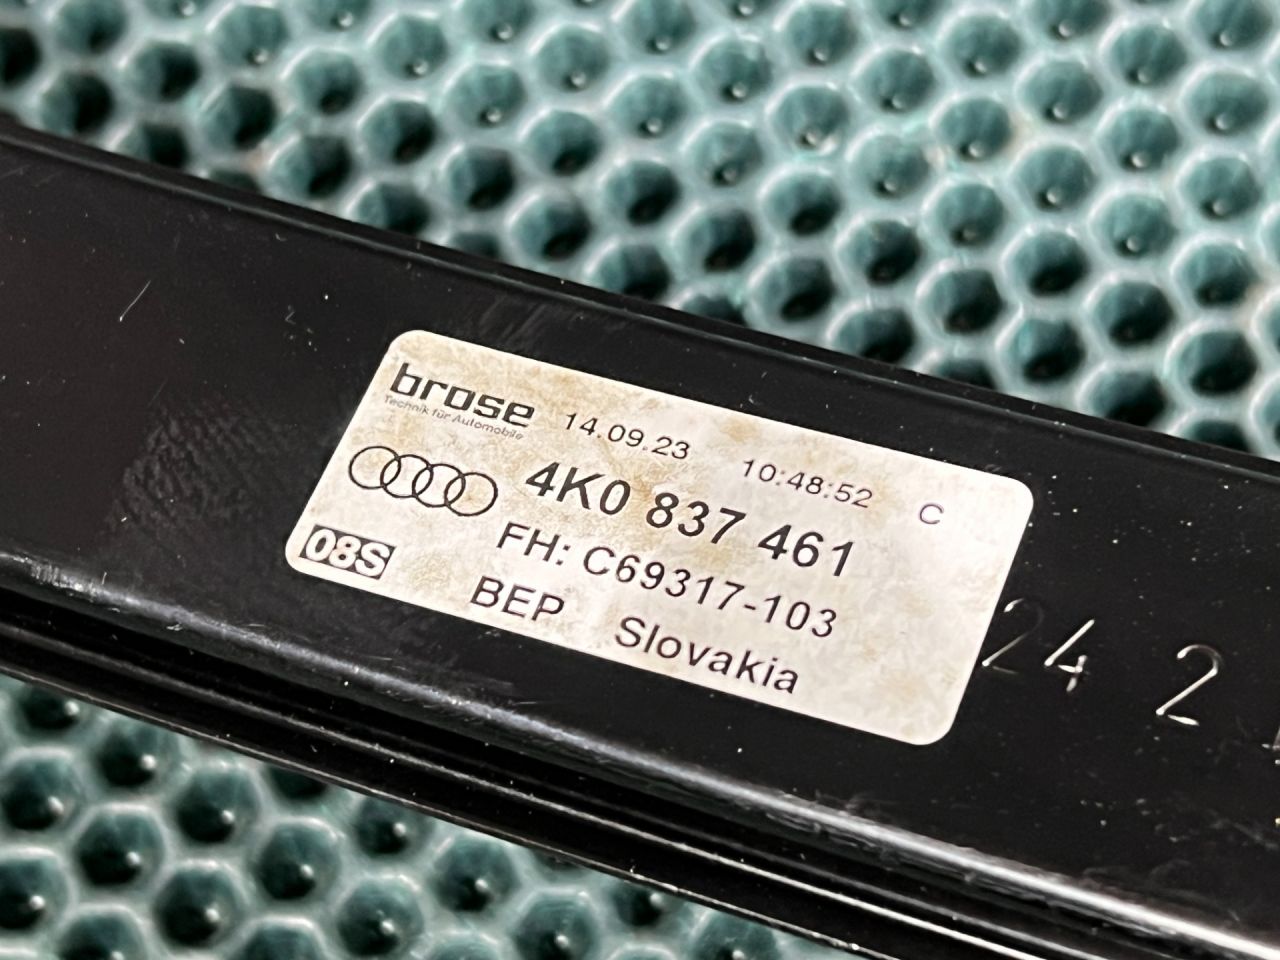 brose 14.09.23 10:48:52 C
Technik für Automobile
4K0 837 461
FH: C69317-103
08S BEP Slovakia
24 2